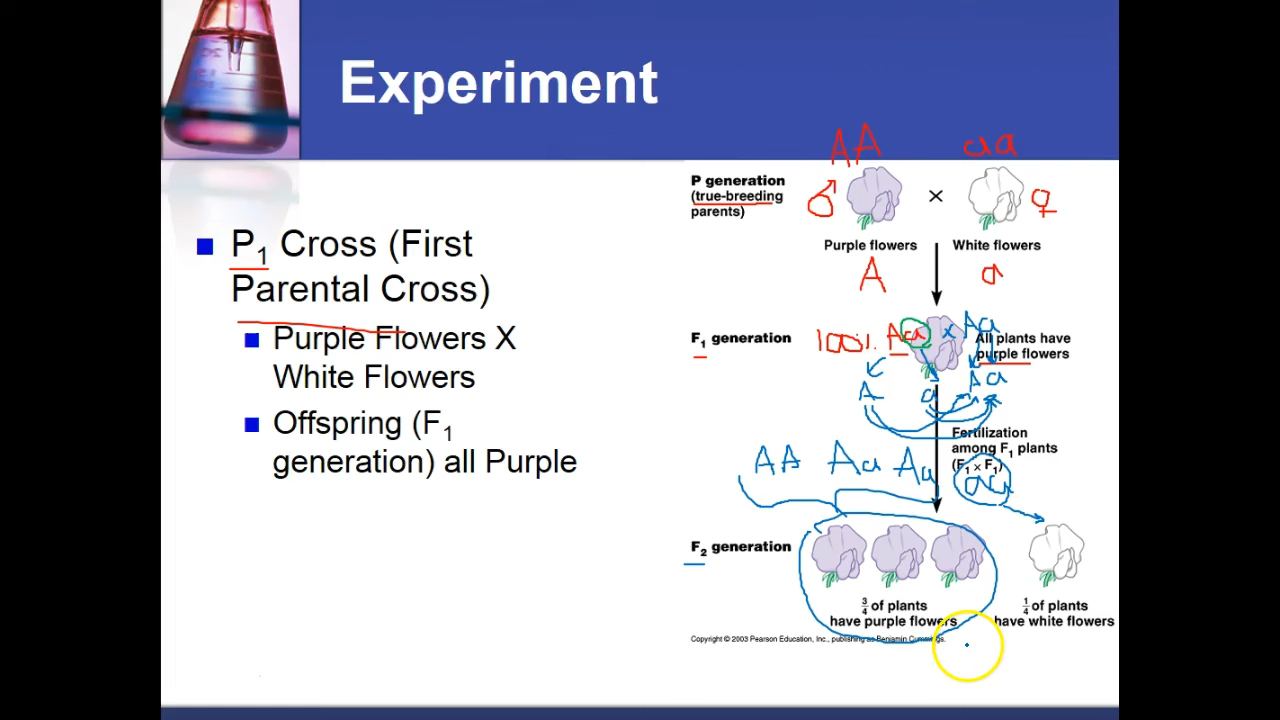 Experiment
P1 Cross (First
Parental Cross)
Purple Flowers X
White Flowers
Offspring (F1
generation) all Purple
AA
aa
P generation
(true-breeding
parents)
♂
x
♀
Purple flowers
White flowers
A
a
F1 generation
100%
Aa x Aa
All plants have
purple flowers
A
a
A a
Fertilization
among F1 plants
(F1 x F1)
AA Aa Aa
aa
F2 generation
3/4 of plants
have purple flowers
1/4 of plants
have white flowers
Copyright © 2003 Pearson Education, Inc., publishing as Benjamin Cummings.